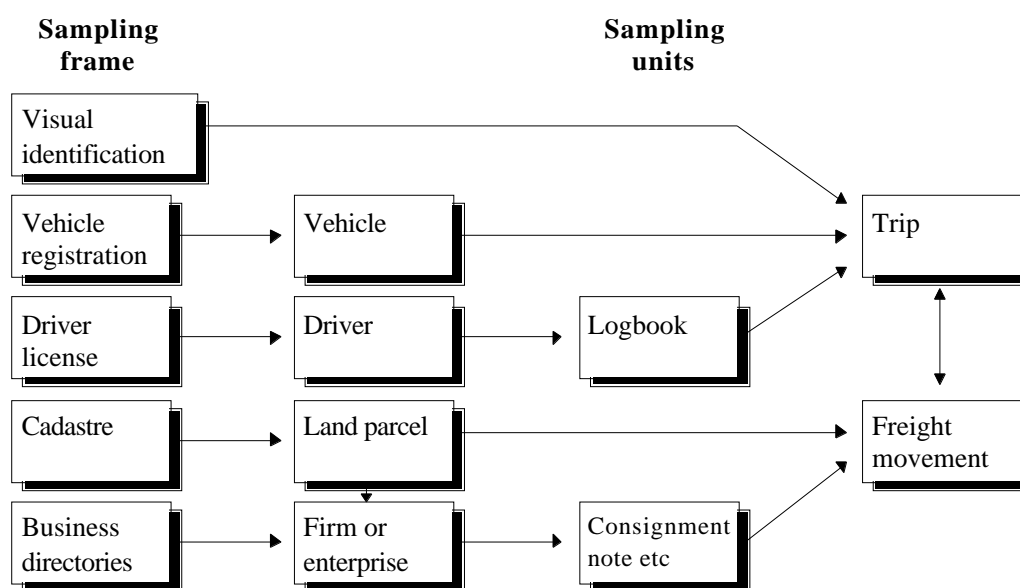 Sampling
frame
Sampling
units
Visual
identification
Vehicle
registration
Vehicle
Trip
Driver
license
Driver
Logbook
Cadastre
Land parcel
Freight
movement
Business
directories
Firm or
enterprise
Consignment
note etc